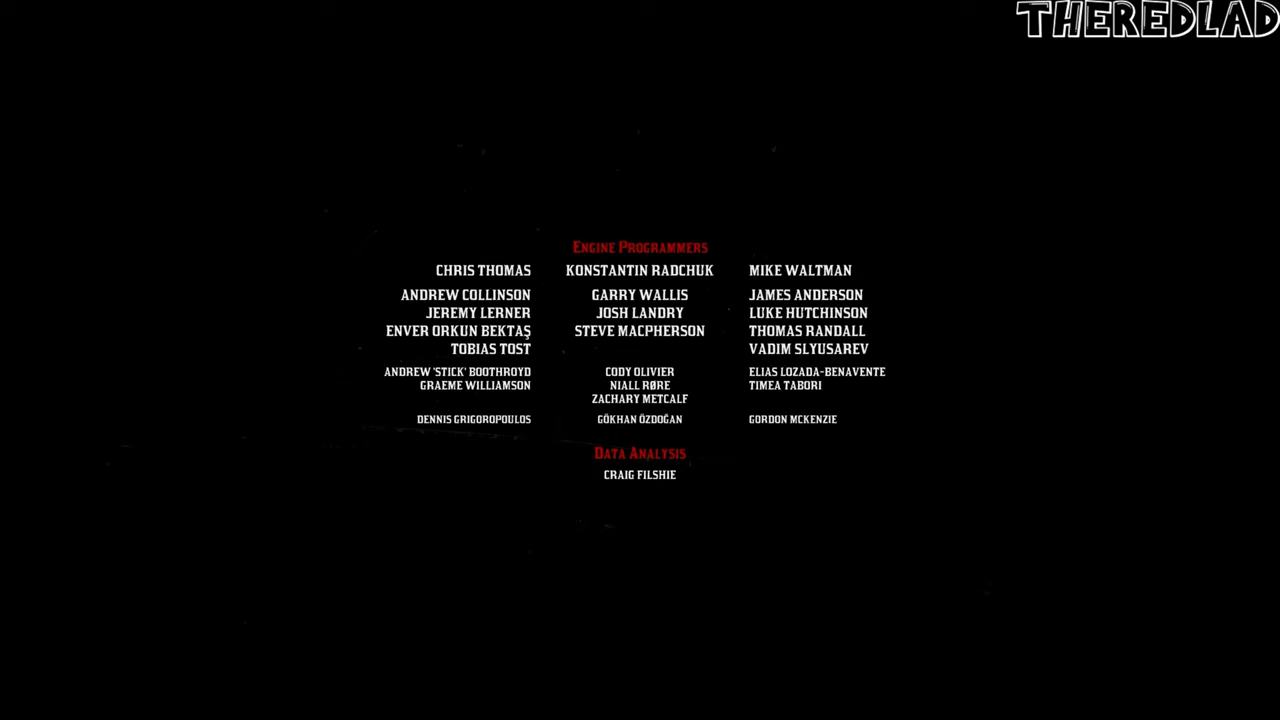 THEREDLAD
ENGINE PROGRAMMERS
CHRIS THOMAS KONSTANTIN RADCHUK MIKE WALTMAN
ANDREW COLLINSON GARRY WALLIS JAMES ANDERSON
JEREMY LERNER JOSH LANDRY LUKE HUTCHINSON
ENVER ORKUN BEKTAŞ STEVE MACPHERSON THOMAS RANDALL
TOBIAS TOST VADIM SLYUSAREV
ANDREW 'STICK' BOOTHROYD CODY OLIVIER ELIAS LOZADA-BENAVENTE
GRAEME WILLIAMSON NIALL RØRE TIMEA TABORI
ZACHARY METCALF
DENNIS GRIGOROPOULOS GÖKHAN ÖZDOĞAN GORDON MCKENZIE
DATA ANALYSIS
CRAIG FILSHIE